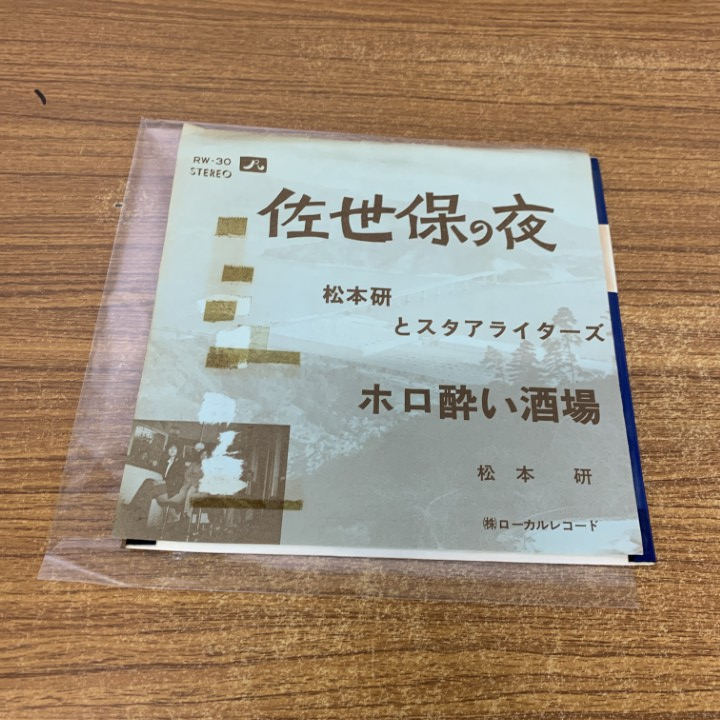 RW-30
STEREO
佐世保の夜
松本研
とスタアライターズ
ホロ酔い酒場
松本研
㈱ローカルレコード